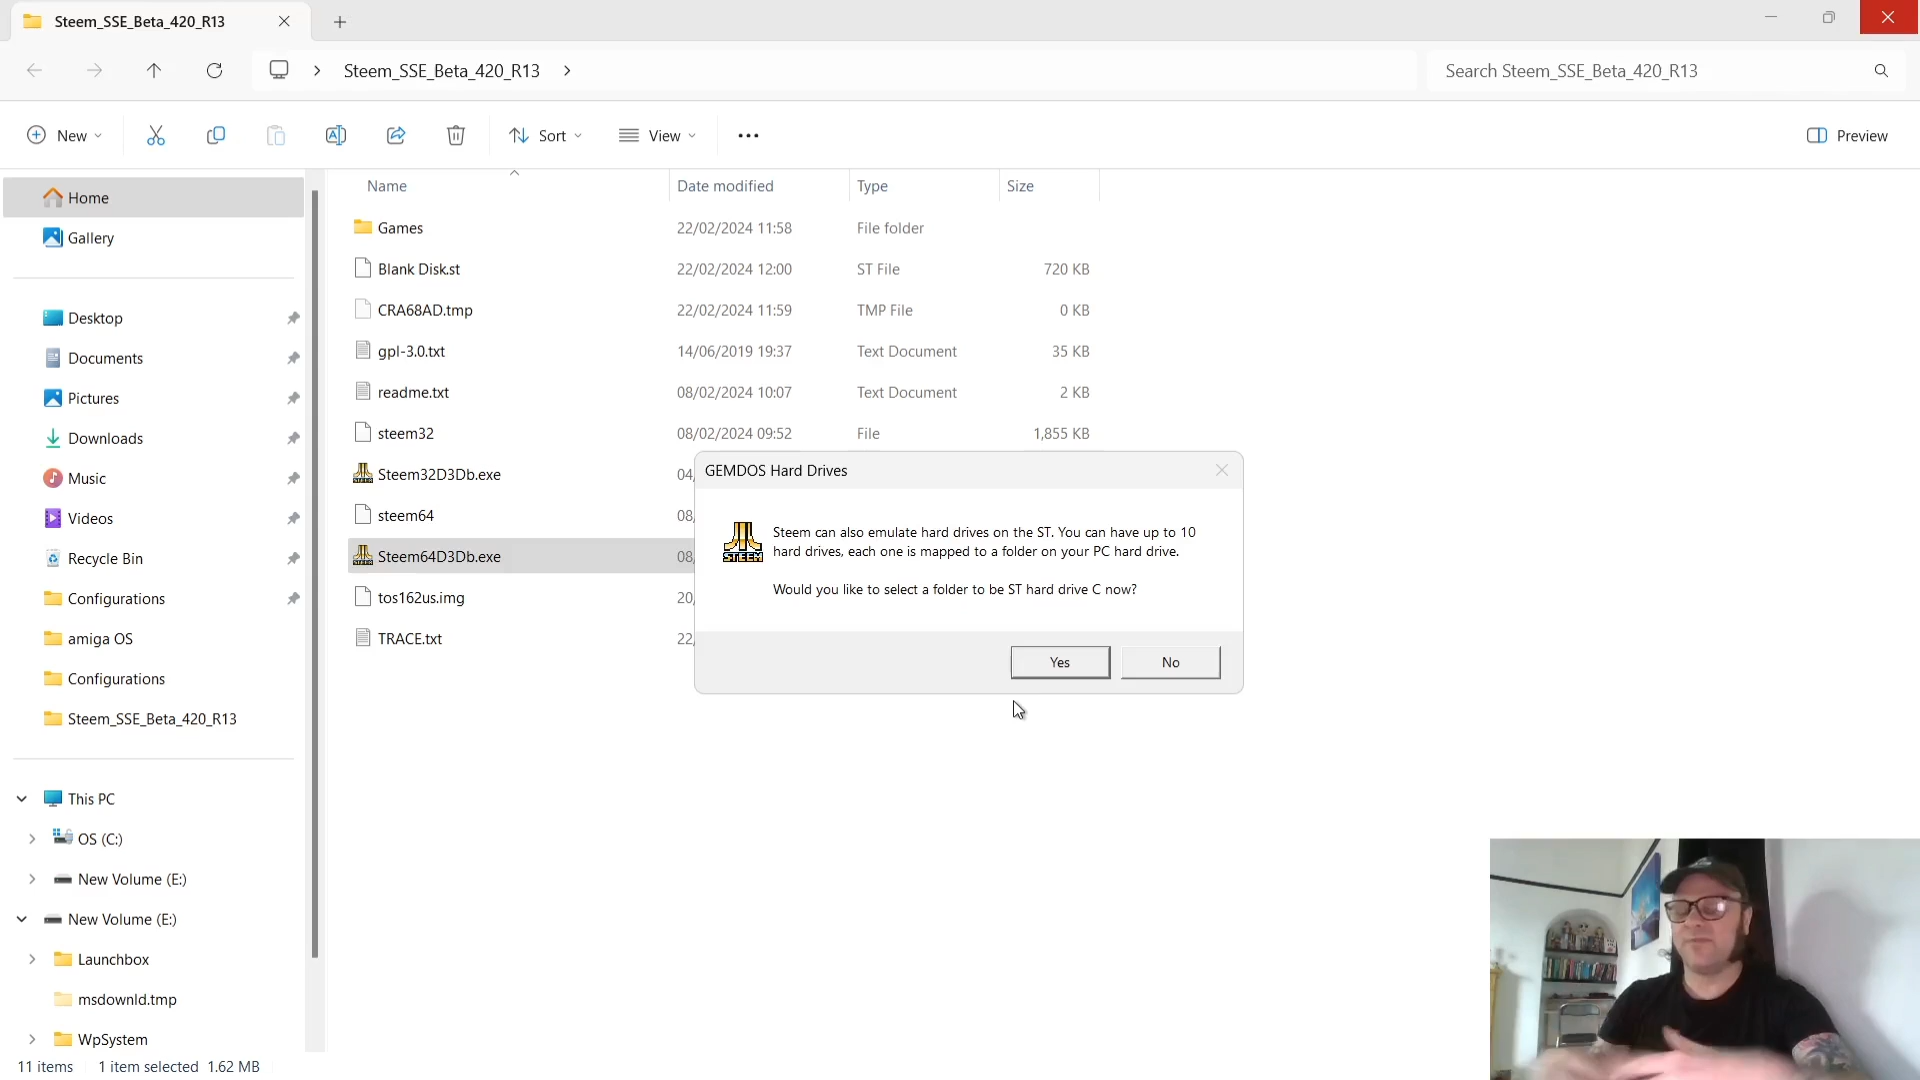 Steem_SSE_Beta_420_R13
Steem_SSE_Beta_420_R13
Search Steem_SSE_Beta_420_R13
New
Sort
View
Preview
Name
Date modified
Type
Size
Home
Gallery
Desktop
Documents
Pictures
Downloads
Music
Videos
Recycle Bin
Configurations
amiga OS
Configurations
Steem_SSE_Beta_420_R13
This PC
OS (C:)
New Volume (E:)
New Volume (E:)
Launchbox
msdownld.tmp
WpSystem
Games 22/02/2024 11:58 File folder
Blank Disk.st 22/02/2024 12:00 ST File 720 KB
CRA68AD.tmp 22/02/2024 11:59 TMP File 0 KB
gpl-3.0.txt 14/06/2019 19:37 Text Document 35 KB
readme.txt 08/02/2024 10:07 Text Document 2 KB
steem32 08/02/2024 09:52 File 1,855 KB
Steem32D3Db.exe 04/
steem64 08/
Steem64D3Db.exe 08/
tos162us.img 20/
TRACE.txt 22/
GEMDOS Hard Drives
STEEM
Steem can also emulate hard drives on the ST. You can have up to 10
hard drives, each one is mapped to a folder on your PC hard drive.
Would you like to select a folder to be ST hard drive C now?
Yes
No
11 items 1 item selected 1.62 MB